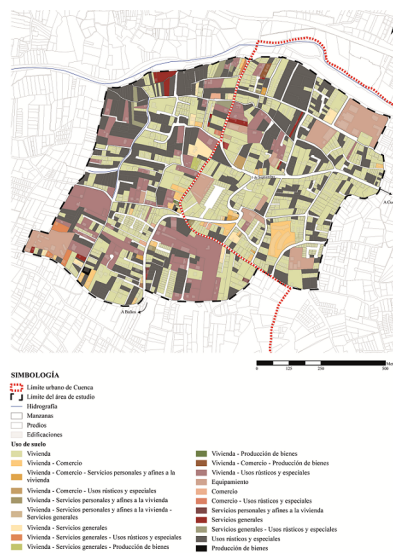 A Baños
0
125
250
500
SIMBOLOGÍA
Límite urbano de Cuenca
Límite del área de estudio
Hidrografía
Manzanas
Predios
Edificaciones
Uso de suelo
Vivienda
Vivienda - Comercio
Vivienda - Comercio - Servicios personales y afines a la
vivienda
Vivienda - Comercio - Usos rústicos y especiales
Vivienda - Servicios personales y afines a la vivienda
Vivienda - Servicios personales y afines a la vivienda -
Servicios generales
Vivienda - Servicios generales
Vivienda - Servicios generales - Usos rústicos y especiales
Vivienda - Servicios generales - Producción de bienes
Vivienda - Producción de bienes
Vivienda - Comercio - Producción de bienes
Vivienda - Usos rústicos y especiales
Equipamiento
Comercio
Comercio - Usos rústicos y especiales
Servicios personales y afines a la vivienda
Servicios generales
Servicios generales - Usos rústicos y especiales
Usos rústicos y especiales
Producción de bienes